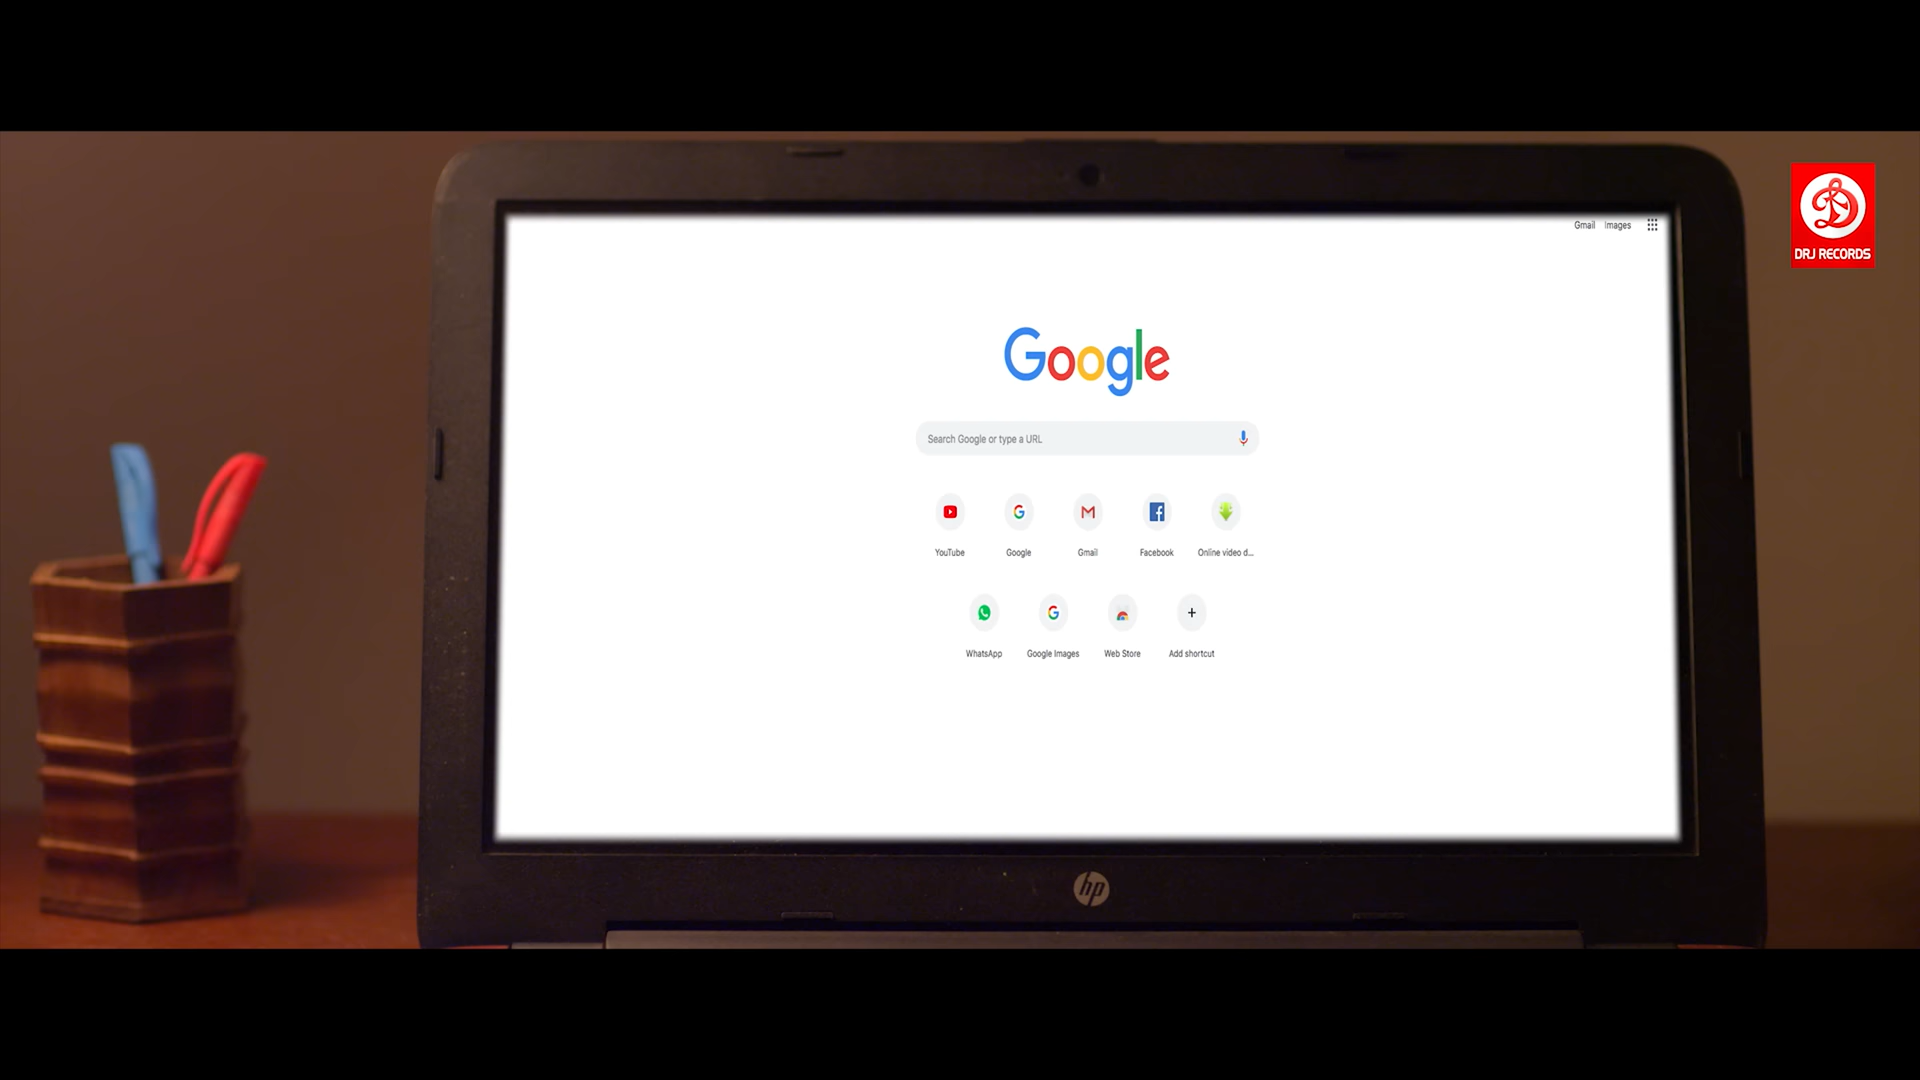 Gmail Images
DRJ RECORDS
Google
Search Google or type a URL
YouTube Google Gmail Facebook Online video d...
WhatsApp Google Images Web Store Add shortcut
hp